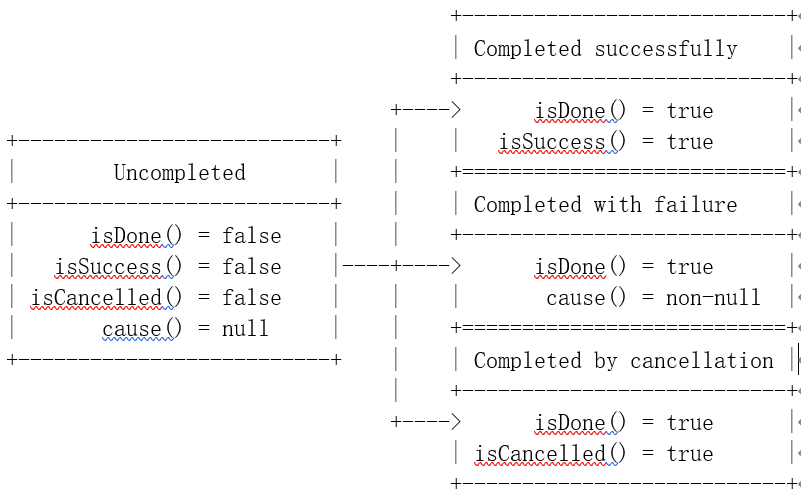 +---------------------------+
| Completed successfully    |
+---------------------------+
+---->      isDone() = true      |
+--------------------------+    |    |   isSuccess() = true      |
|        Uncompleted       |    |    +===========================+
+--------------------------+    |    | Completed with failure    |
|      isDone() = false    |    |    +---------------------------+
|   isSuccess() = false    |----+---->      isDone() = true      |
| isCancelled() = false    |    |    |       cause() = non-null  |
|       cause() = null     |    |    +===========================+
+--------------------------+    |    | Completed by cancellation |
|    +---------------------------+
+---->      isDone() = true      |
| isCancelled() = true      |
+---------------------------+